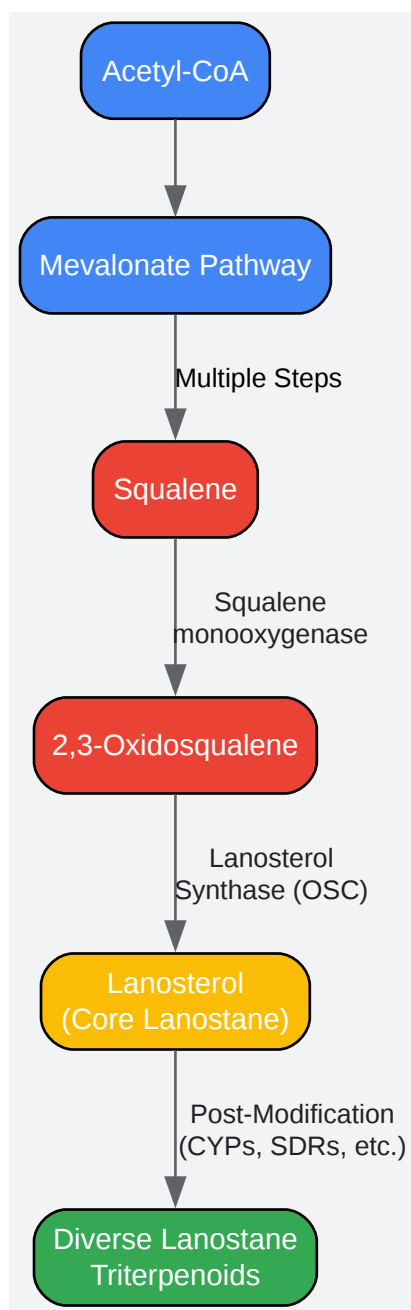 Acetyl-CoA
Mevalonate Pathway
Multiple Steps
Squalene
Squalene
monooxygenase
2,3-Oxidosqualene
Lanosterol
Synthase (OSC)
Lanosterol
(Core Lanostane)
Post-Modification
(CYPs, SDRs, etc.)
Diverse Lanostane
Triterpenoids